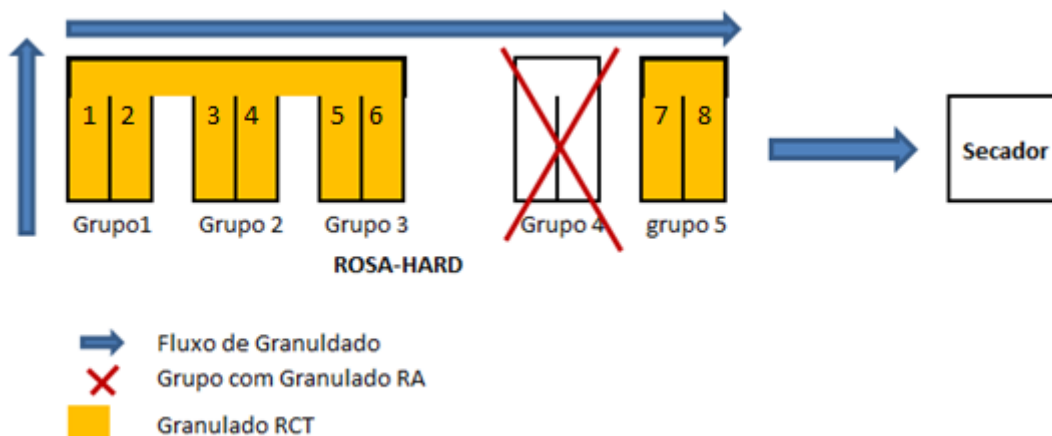 1 2 3 4 5 6 7 8
Secador
Grupo1 Grupo 2 Grupo 3 Grupo 4 grupo 5
ROSA-HARD
Fluxo de Granuldado
Grupo com Granulado RA
Granulado RCT